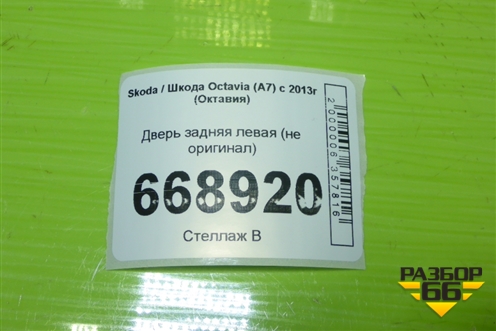 Skoda / Шкода Octavia (A7) с 2013г
(Октавия)
Дверь задняя левая (не
оригинал)
668920
Стеллаж В
2000006357816
РАЗБОР
66